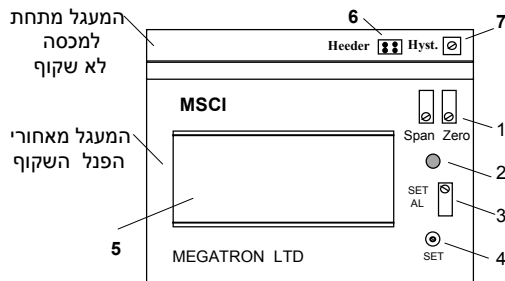 המעגל מתחת
למכסה
לא שקוף
6
7
Heeder
Hyst.
MSCI
המעגל מאחורי
הפנל השקוף
Span Zero
1
2
SET
AL
3
5
MEGATRON LTD
SET
4